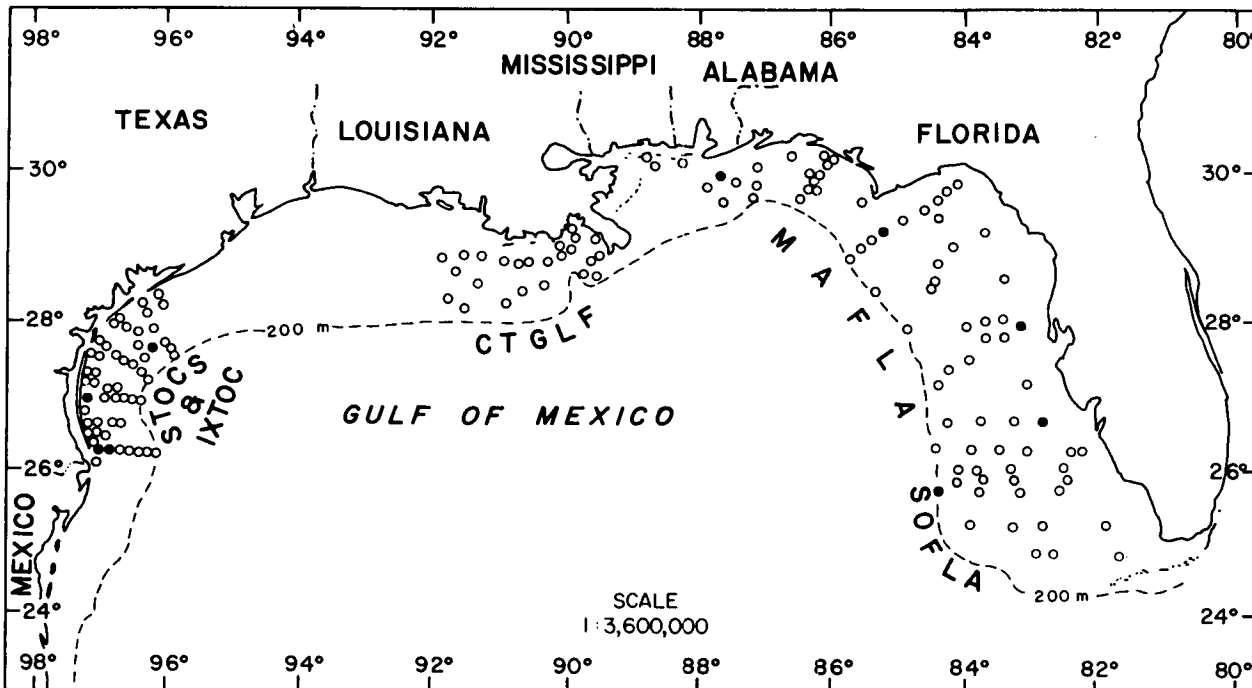 98° 96° 94° 92° 90° 88° 86° 84° 82° 80°
MISSISSIPPI ALABAMA
TEXAS LOUISIANA FLORIDA
30° 30°
MAFLA
28° 28°
200 m
CTGLF
STOCS
&
IXTOC
GULF OF MEXICO
26° 26°
SOFLA
MEXICO
200 m
SCALE
1:3,600,000
24° 24°
98° 96° 94° 92° 90° 88° 86° 84° 82° 80°